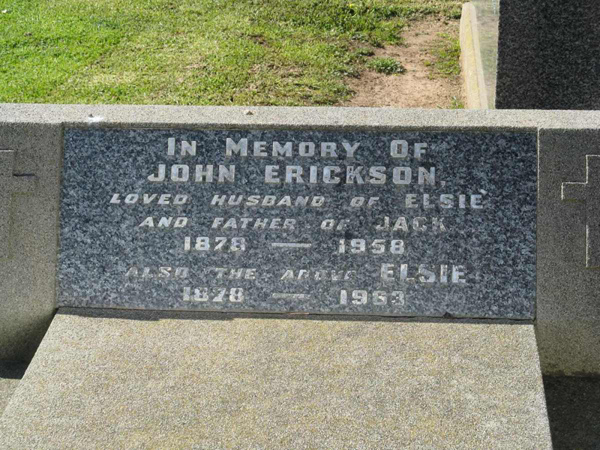 IN MEMORY OF
JOHN ERICKSON,
LOVED HUSBAND OF ELSIE
AND FATHER OF JACK
1878 — 1958
ALSO THE ABOVE ELSIE
1878 — 1963